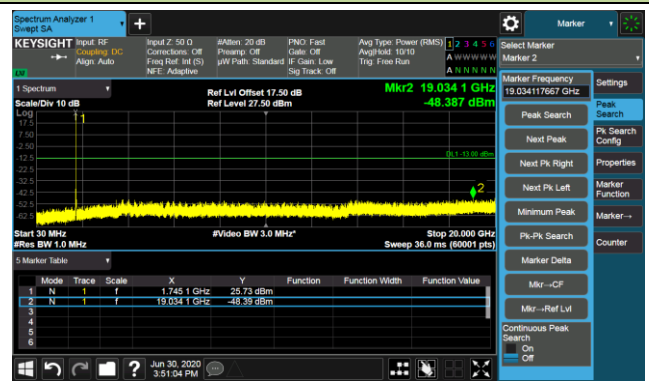 Spectrum Analyzer 1
Swept SA
+
Marker
KEYSIGHT
Input: RF
Coupling: DC
Align: Auto
Input Z: 50 Ω
Corrections: Off
Freq Ref: Int (S)
NFE: Adaptive
#Atten: 20 dB
Preamp: Off
µW Path: Standard
PNO: Fast
Gate: Off
IF Gain: Low
Sig Track: Off
Avg Type: Power (RMS)
Avg|Hold: 10/10
Trig: Free Run
1 2 3 4 5 6
A W W W W W
A N N N N N
Select Marker
Marker 2
LW
1 Spectrum
Scale/Div 10 dB
Ref Lvl Offset 17.50 dB
Ref Level 27.50 dBm
Mkr2 19.034 1 GHz
-48.387 dBm
Log
17.5
7.50
-2.50
-12.5
-22.5
-32.5
-42.5
-52.5
-62.5
1
DL1 -13.00 dBm
2
Start 30 MHz
#Res BW 1.0 MHz
#Video BW 3.0 MHz*
Stop 20.000 GHz
Sweep 36.0 ms (60001 pts)
5 Marker Table
Mode Trace Scale X Y Function Function Width Function Value
1 N 1 f 1.745 1 GHz 25.73 dBm
2 N 1 f 19.034 1 GHz -48.39 dBm
3
4
5
6
Marker Frequency
19.034117667 GHz
Peak Search
Next Peak
Next Pk Right
Next Pk Left
Minimum Peak
Pk-Pk Search
Marker Delta
Mkr→CF
Mkr→Ref Lvl
Continuous Peak
Search
On
Off
Settings
Peak
Search
Pk Search
Config
Properties
Marker
Function
Marker→
Counter
?
Jun 30, 2020
3:51:04 PM